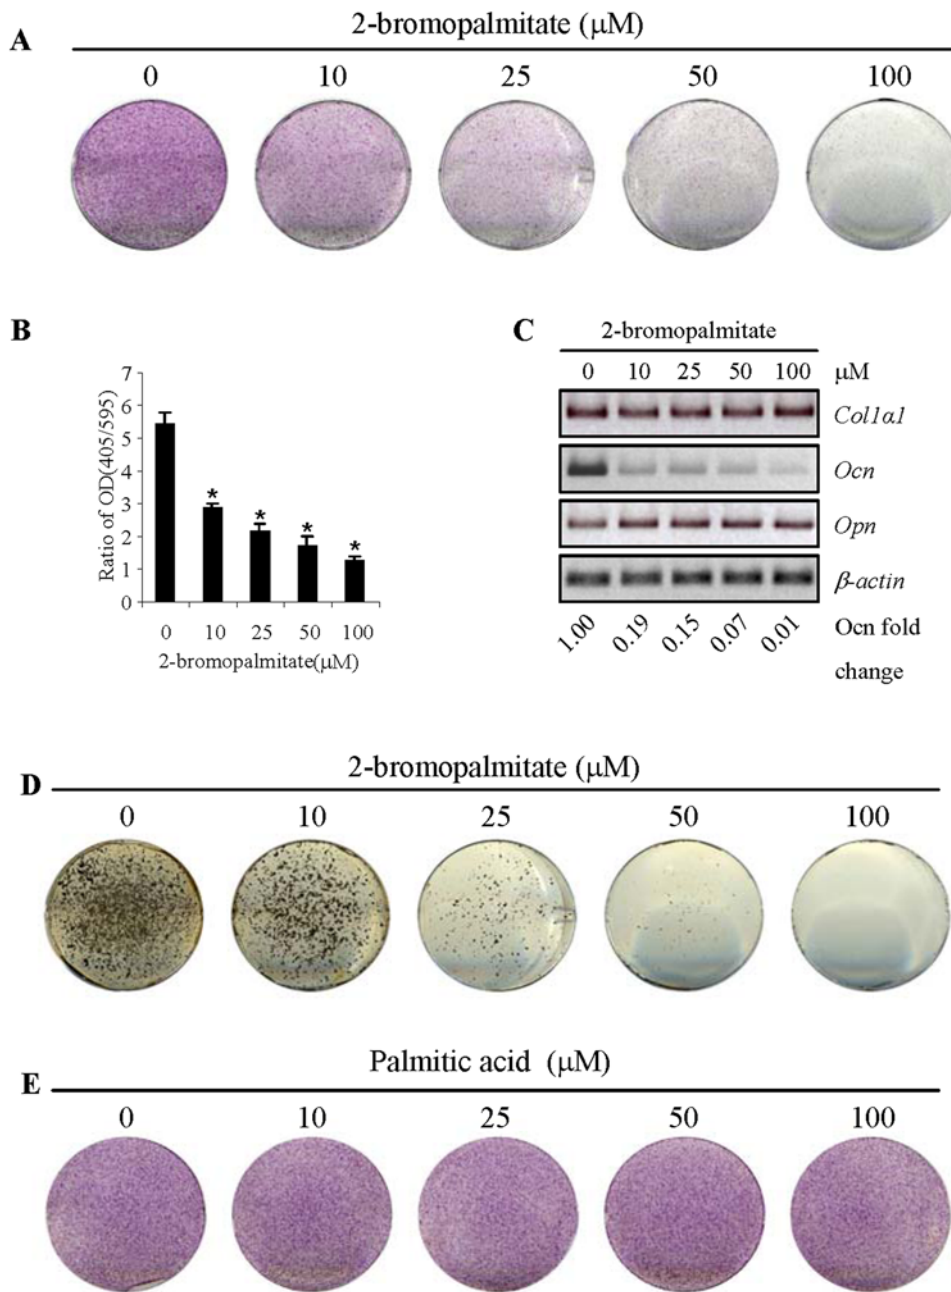 A
2-bromopalmitate (μM)
0 10 25 50 100
B
Ratio of OD(405/595)
7
6
5
4
3
2
1
0
* * * *
0 10 25 50 100
2-bromopalmitate(μM)
C
2-bromopalmitate
0 10 25 50 100 μM
Col1α1
Ocn
Opn
β-actin
1.00 0.19 0.15 0.07 0.01 Ocn fold
change
D
2-bromopalmitate (μM)
0 10 25 50 100
E
Palmitic acid (μM)
0 10 25 50 100